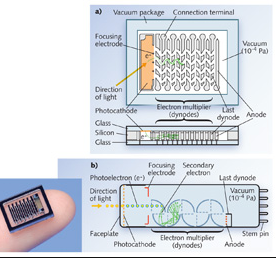 a)
Vacuum package
Connection terminal
Focusing
electrode
e-
Vacuum
(10⁻⁴ Pa)
Direction
of light
Photocathode
Electron multiplier
(dynodes)
Last
dynode
Anode
Glass
Silicon
Glass
b)
Photoelectron (e-)
Focusing
electrode
Secondary
electron
Last dynode
Direction
of light
Vacuum
(10⁻⁴ Pa)
Faceplate
Photocathode
Electron multiplier
(dynodes)
Anode
Stem pin